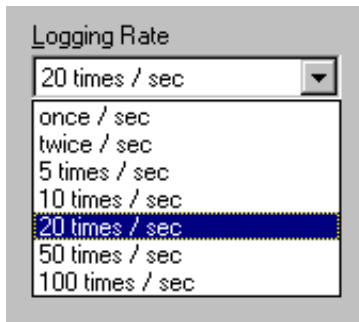 Logging Rate
20 times / sec
once / sec
twice / sec
5 times / sec
10 times / sec
20 times / sec
50 times / sec
100 times / sec